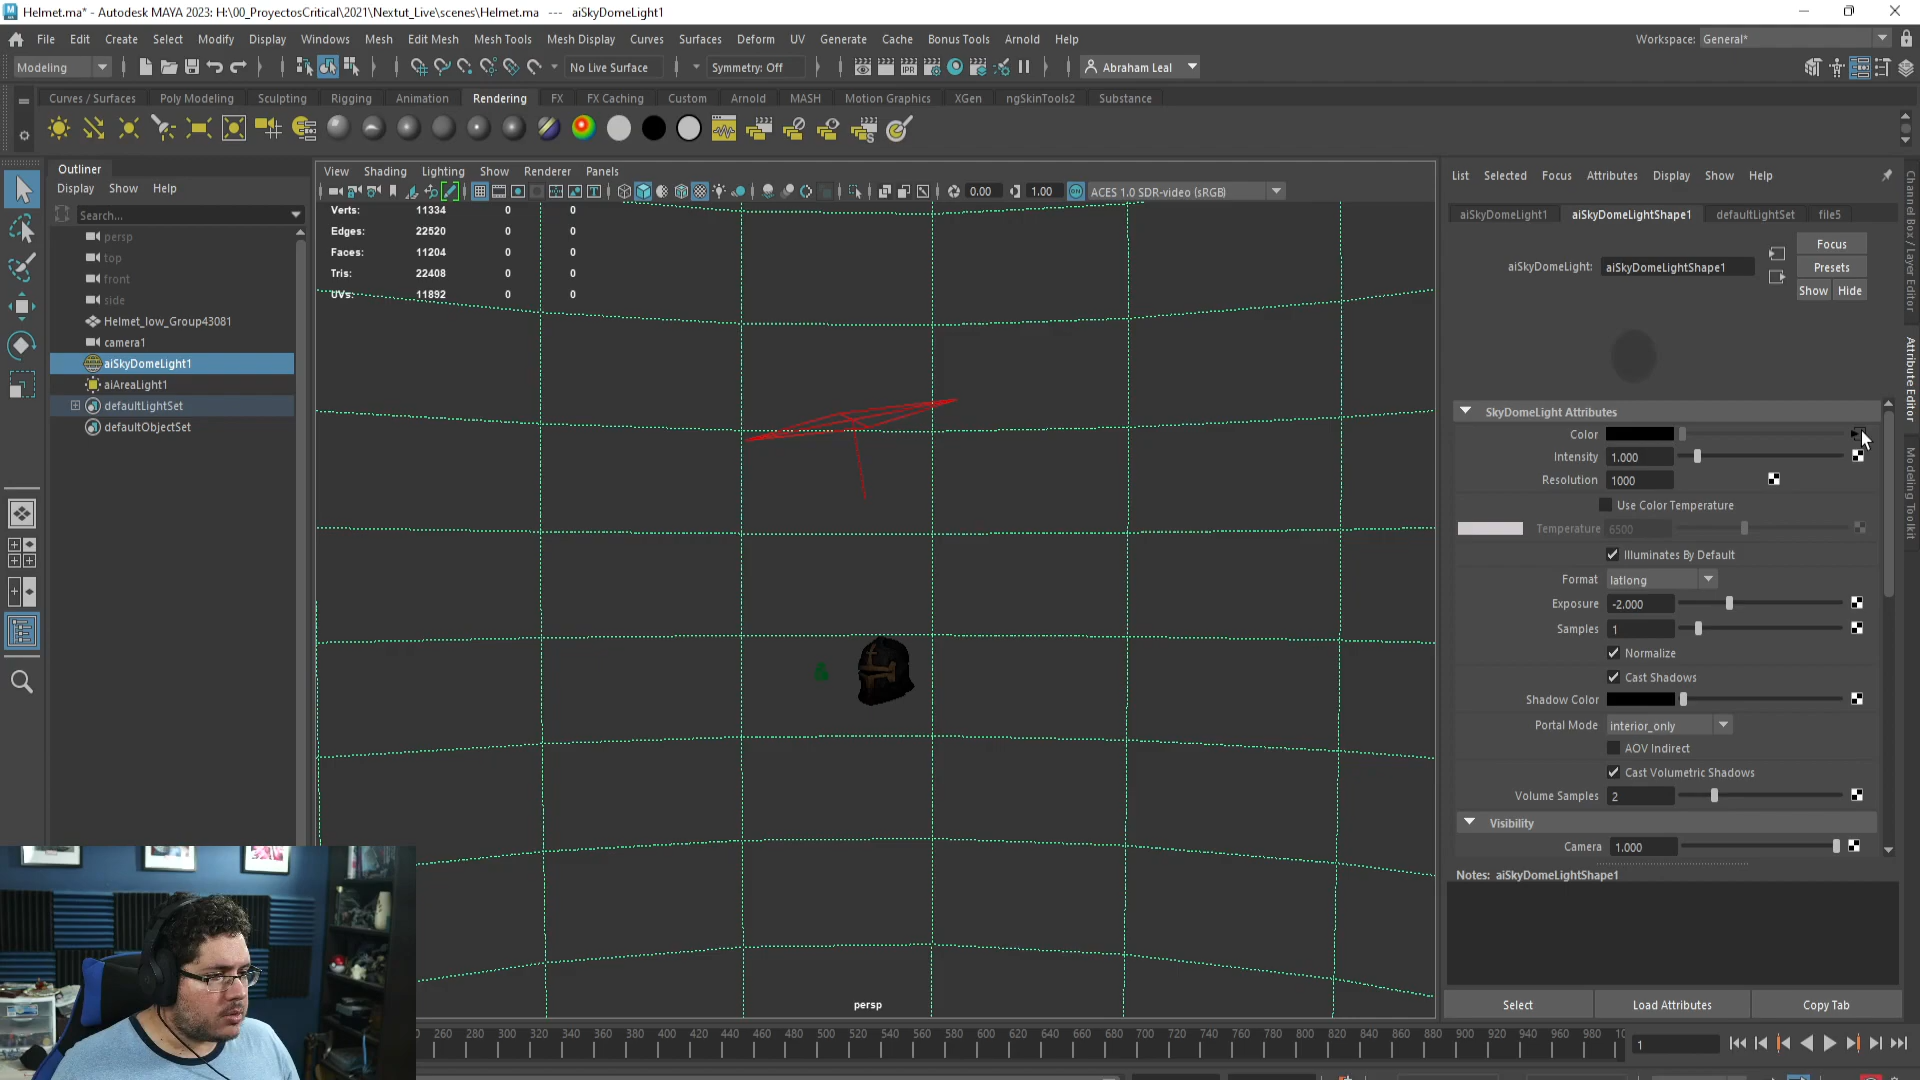 Helmet.ma* - Autodesk MAYA 2023: H:\00_ProyectosCritical\2021\Nextut_Live\scenes\Helmet.ma --- aiSkyDomeLight1
File Edit Create Select Modify Display Windows Mesh Edit Mesh Mesh Tools Mesh Display Curves Surfaces Deform UV Generate Cache Bonus Tools Arnold Help Workspace: General*
Modeling No Live Surface Symmetry: Off Abraham Leal
Curves / Surfaces Poly Modeling Sculpting Rigging Animation Rendering FX FX Caching Custom Arnold MASH Motion Graphics XGen ngSkinTools2 Substance
Outliner
Display Show Help
Search...
persp
top
front
side
Helmet_low_Group43081
camera1
aiSkyDomeLight1
aiAreaLight1
defaultLightSet
defaultObjectSet
View Shading Lighting Show Renderer Panels
0.00 1.00 ACES 1.0 SDR-video (sRGB)
Verts: 11334 0 0
Edges: 22520 0 0
Faces: 11204 0 0
Tris: 22408 0 0
UVs: 11892 0 0
persp
List Selected Focus Attributes Display Show Help
aiSkyDomeLight1 aiSkyDomeLightShape1 defaultLightSet file5
Focus
aiSkyDomeLight: aiSkyDomeLightShape1 Presets
Show Hide
SkyDomeLight Attributes
Color
Intensity 1.000
Resolution 1000
Use Color Temperature
Temperature 6500
Illuminates By Default
Format latlong
Exposure -2.000
Samples 1
Normalize
Cast Shadows
Shadow Color
Portal Mode interior_only
AOV Indirect
Cast Volumetric Shadows
Volume Samples 2
Visibility
Camera 1.000
Notes: aiSkyDomeLightShape1
Select Load Attributes Copy Tab
Channel Box / Layer Editor
Attribute Editor
Modeling Toolkit
260 280 300 320 340 360 380 400 420 440 460 480 500 520 540 560 580 600 620 640 660 680 700 720 740 760 780 800 820 840 860 880 900 920 940 960 980 1